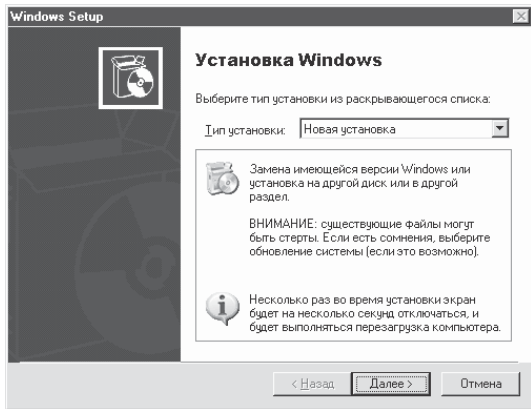 Windows Setup
Установка Windows
Выберите тип установки из раскрывающегося списка:
Тип установки: Новая установка
Замена имеющейся версии Windows или
установка на другой диск или в другой
раздел.
ВНИМАНИЕ: существующие файлы могут
быть стерты. Если есть сомнения, выберите
обновление системы (если это возможно).
Несколько раз во время установки экран
будет на несколько секунд отключаться, и
будет выполняться перезагрузка компьютера.
< Назад Далее > Отмена